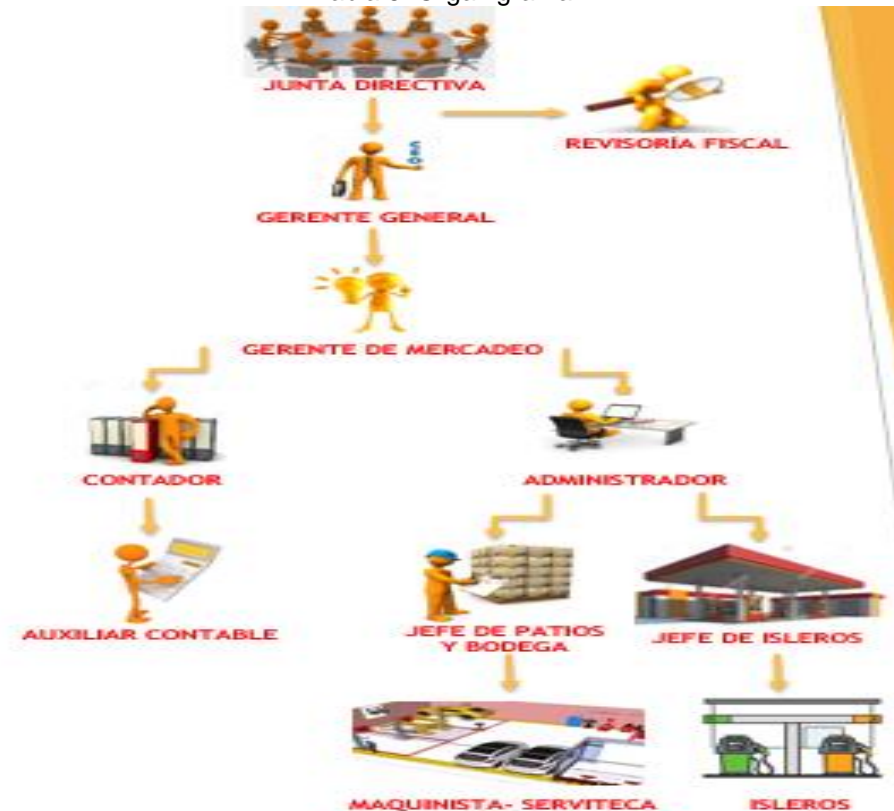 JUNTA DIRECTIVA
REVISORÍA FISCAL
GERENTE GENERAL
GERENTE DE MERCADEO
CONTADOR
ADMINISTRADOR
AUXILIAR CONTABLE
JEFE DE PATIOS
Y BODEGA
JEFE DE ISLEROS
MAQUINISTA- SERVITECA
ISLEROS